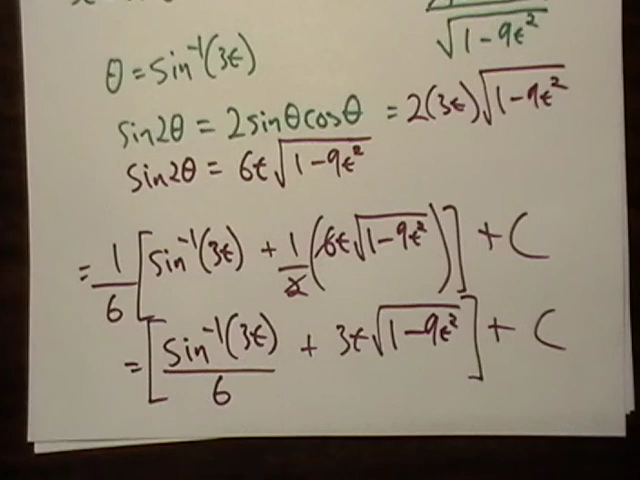 √(1-9t²)
θ = sin⁻¹(3t)
sin2θ = 2sinθcosθ = 2(3t)√(1-9t²)
sin2θ = 6t√(1-9t²)
= 1/6 [sin⁻¹(3t) + 1/2 (6t√(1-9t²))] + C
= [sin⁻¹(3t)/6 + 3t√(1-9t²)] + C